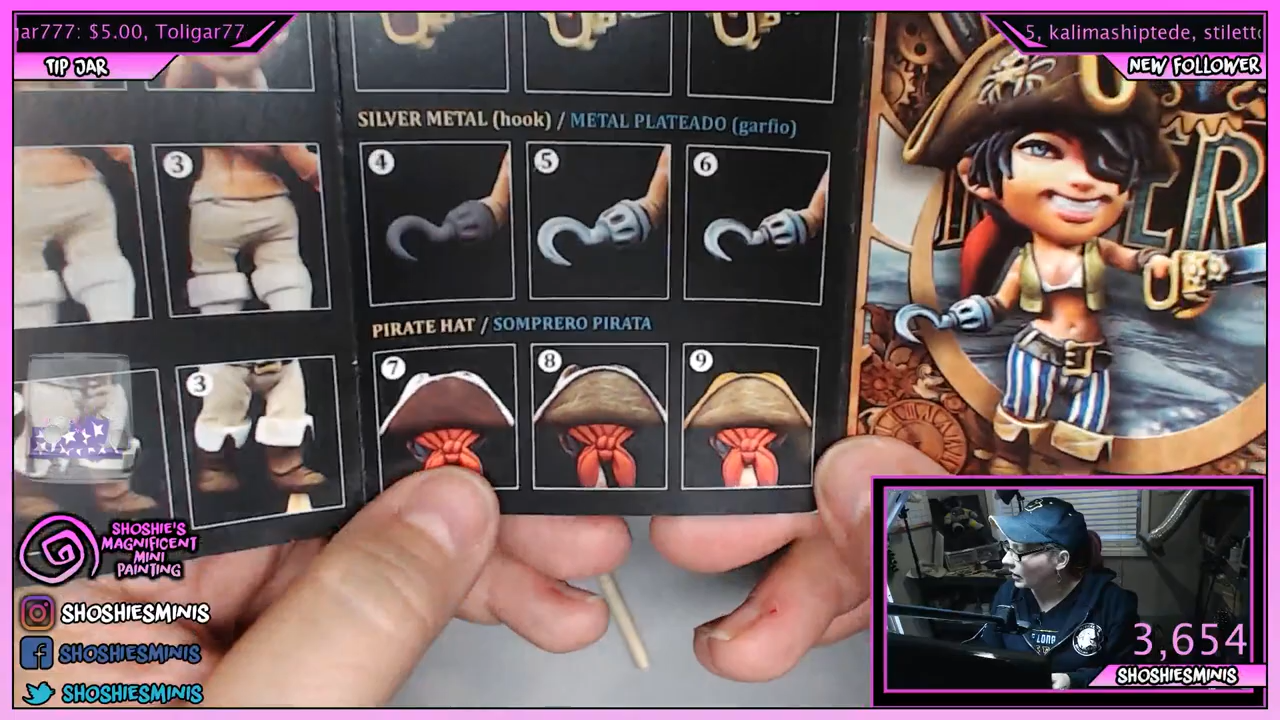 gar777: $5.00, Toligar77
TIP JAR
5, kalimashiptede, stiletto
NEW FOLLOWER
SILVER METAL (hook) / METAL PLATEADO (garfio)
3
4
5
6
PIRATE HAT / SOMPRERO PIRATA
3
7
8
9
SHOSHIE'S
MAGNIFICENT
MINI
PAINTING
SHOSHIESMINIS
SHOSHIESMINIS
SHOSHIESMINIS
3,654
SHOSHIESMINIS